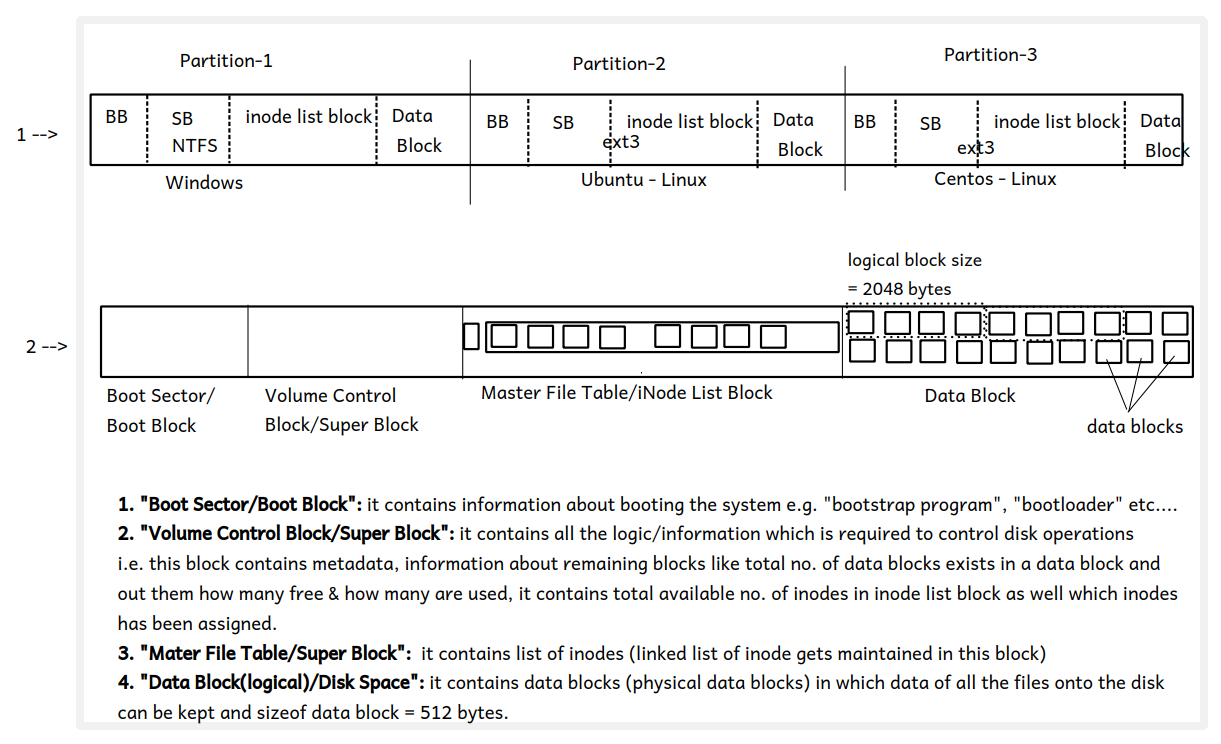 Partition-1
Partition-2
Partition-3
1 -->
BB
SB
NTFS
inode list block
Data
Block
BB
SB
ext3
inode list block
Data
Block
BB
SB
ext3
inode list block
Data
Block
Windows
Ubuntu - Linux
Centos - Linux
logical block size
= 2048 bytes
2 -->
Boot Sector/
Boot Block
Volume Control
Block/Super Block
Master File Table/iNode List Block
Data Block
data blocks
1. "Boot Sector/Boot Block": it contains information about booting the system e.g. "bootstrap program", "bootloader" etc....
2. "Volume Control Block/Super Block": it contains all the logic/information which is required to control disk operations
i.e. this block contains metadata, information about remaining blocks like total no. of data blocks exists in a data block and
out them how many free & how many are used, it contains total available no. of inodes in inode list block as well which inodes
has been assigned.
3. "Mater File Table/Super Block": it contains list of inodes (linked list of inode gets maintained in this block)
4. "Data Block(logical)/Disk Space": it contains data blocks (physical data blocks) in which data of all the files onto the disk
can be kept and sizeof data block = 512 bytes.